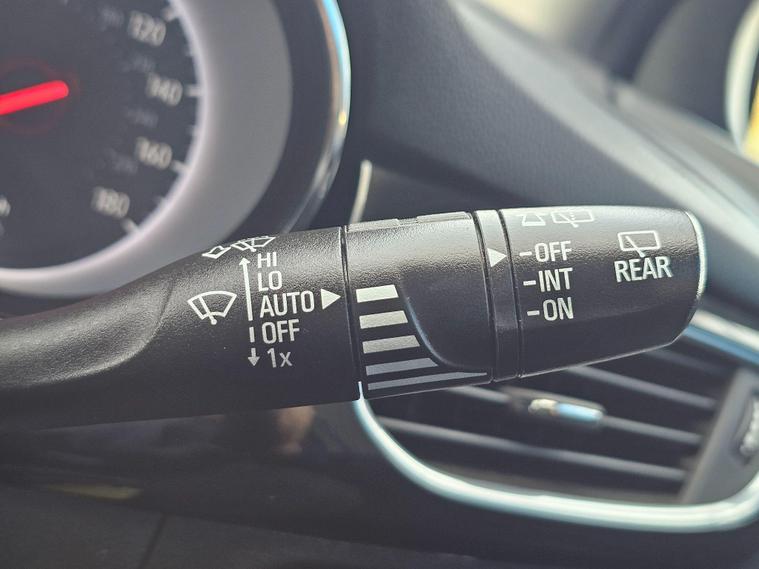 120
140
160
180
HI
LO
AUTO
OFF
1x
-OFF
-INT
-ON
REAR